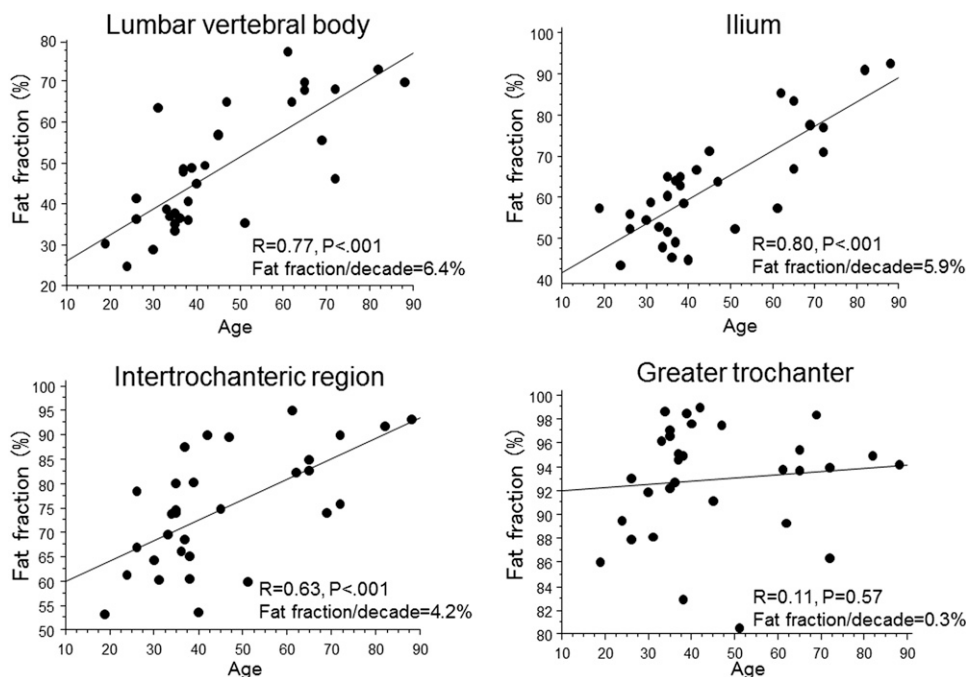 Lumbar vertebral body
Fat fraction (%)
80
70
60
50
40
30
20
R=0.77, P<.001
Fat fraction/decade=6.4%
10 20 30 40 50 60 70 80 90
Age
Ilium
Fat fraction (%)
100
90
80
70
60
50
40
R=0.80, P<.001
Fat fraction/decade=5.9%
10 20 30 40 50 60 70 80 90
Age
Intertrochanteric region
Fat fraction (%)
100
95
90
85
80
75
70
65
60
55
50
R=0.63, P<.001
Fat fraction/decade=4.2%
10 20 30 40 50 60 70 80 90
Age
Greater trochanter
Fat fraction (%)
100
98
96
94
92
90
88
86
84
82
80
R=0.11, P=0.57
Fat fraction/decade=0.3%
10 20 30 40 50 60 70 80 90
Age